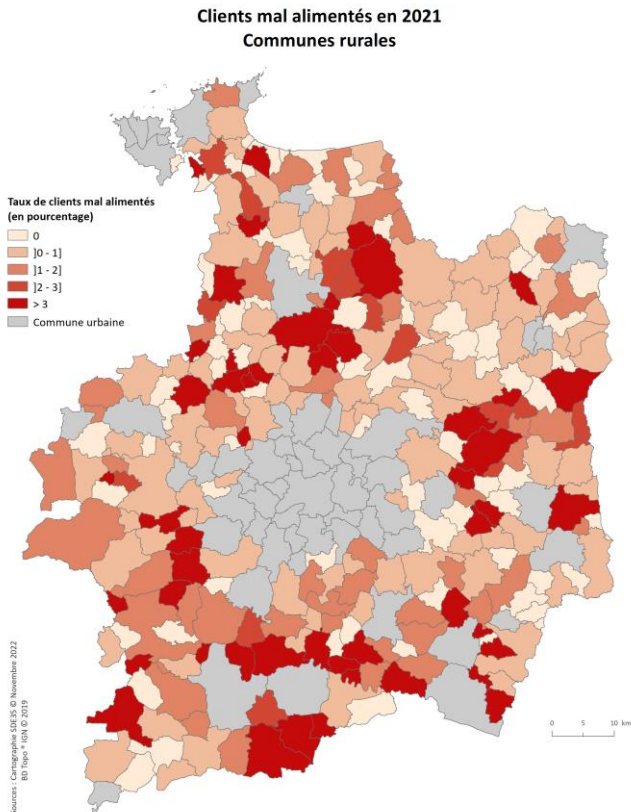 Clients mal alimentés en 2021
Communes rurales
Taux de clients mal alimentés
(en pourcentage)
0
]0 - 1]
]1 - 2]
]2 - 3]
> 3
Commune urbaine
Sources : Cartographie SDE35 © Novembre 2022
BD Topo ® IGN © 2019
0 5 10 km